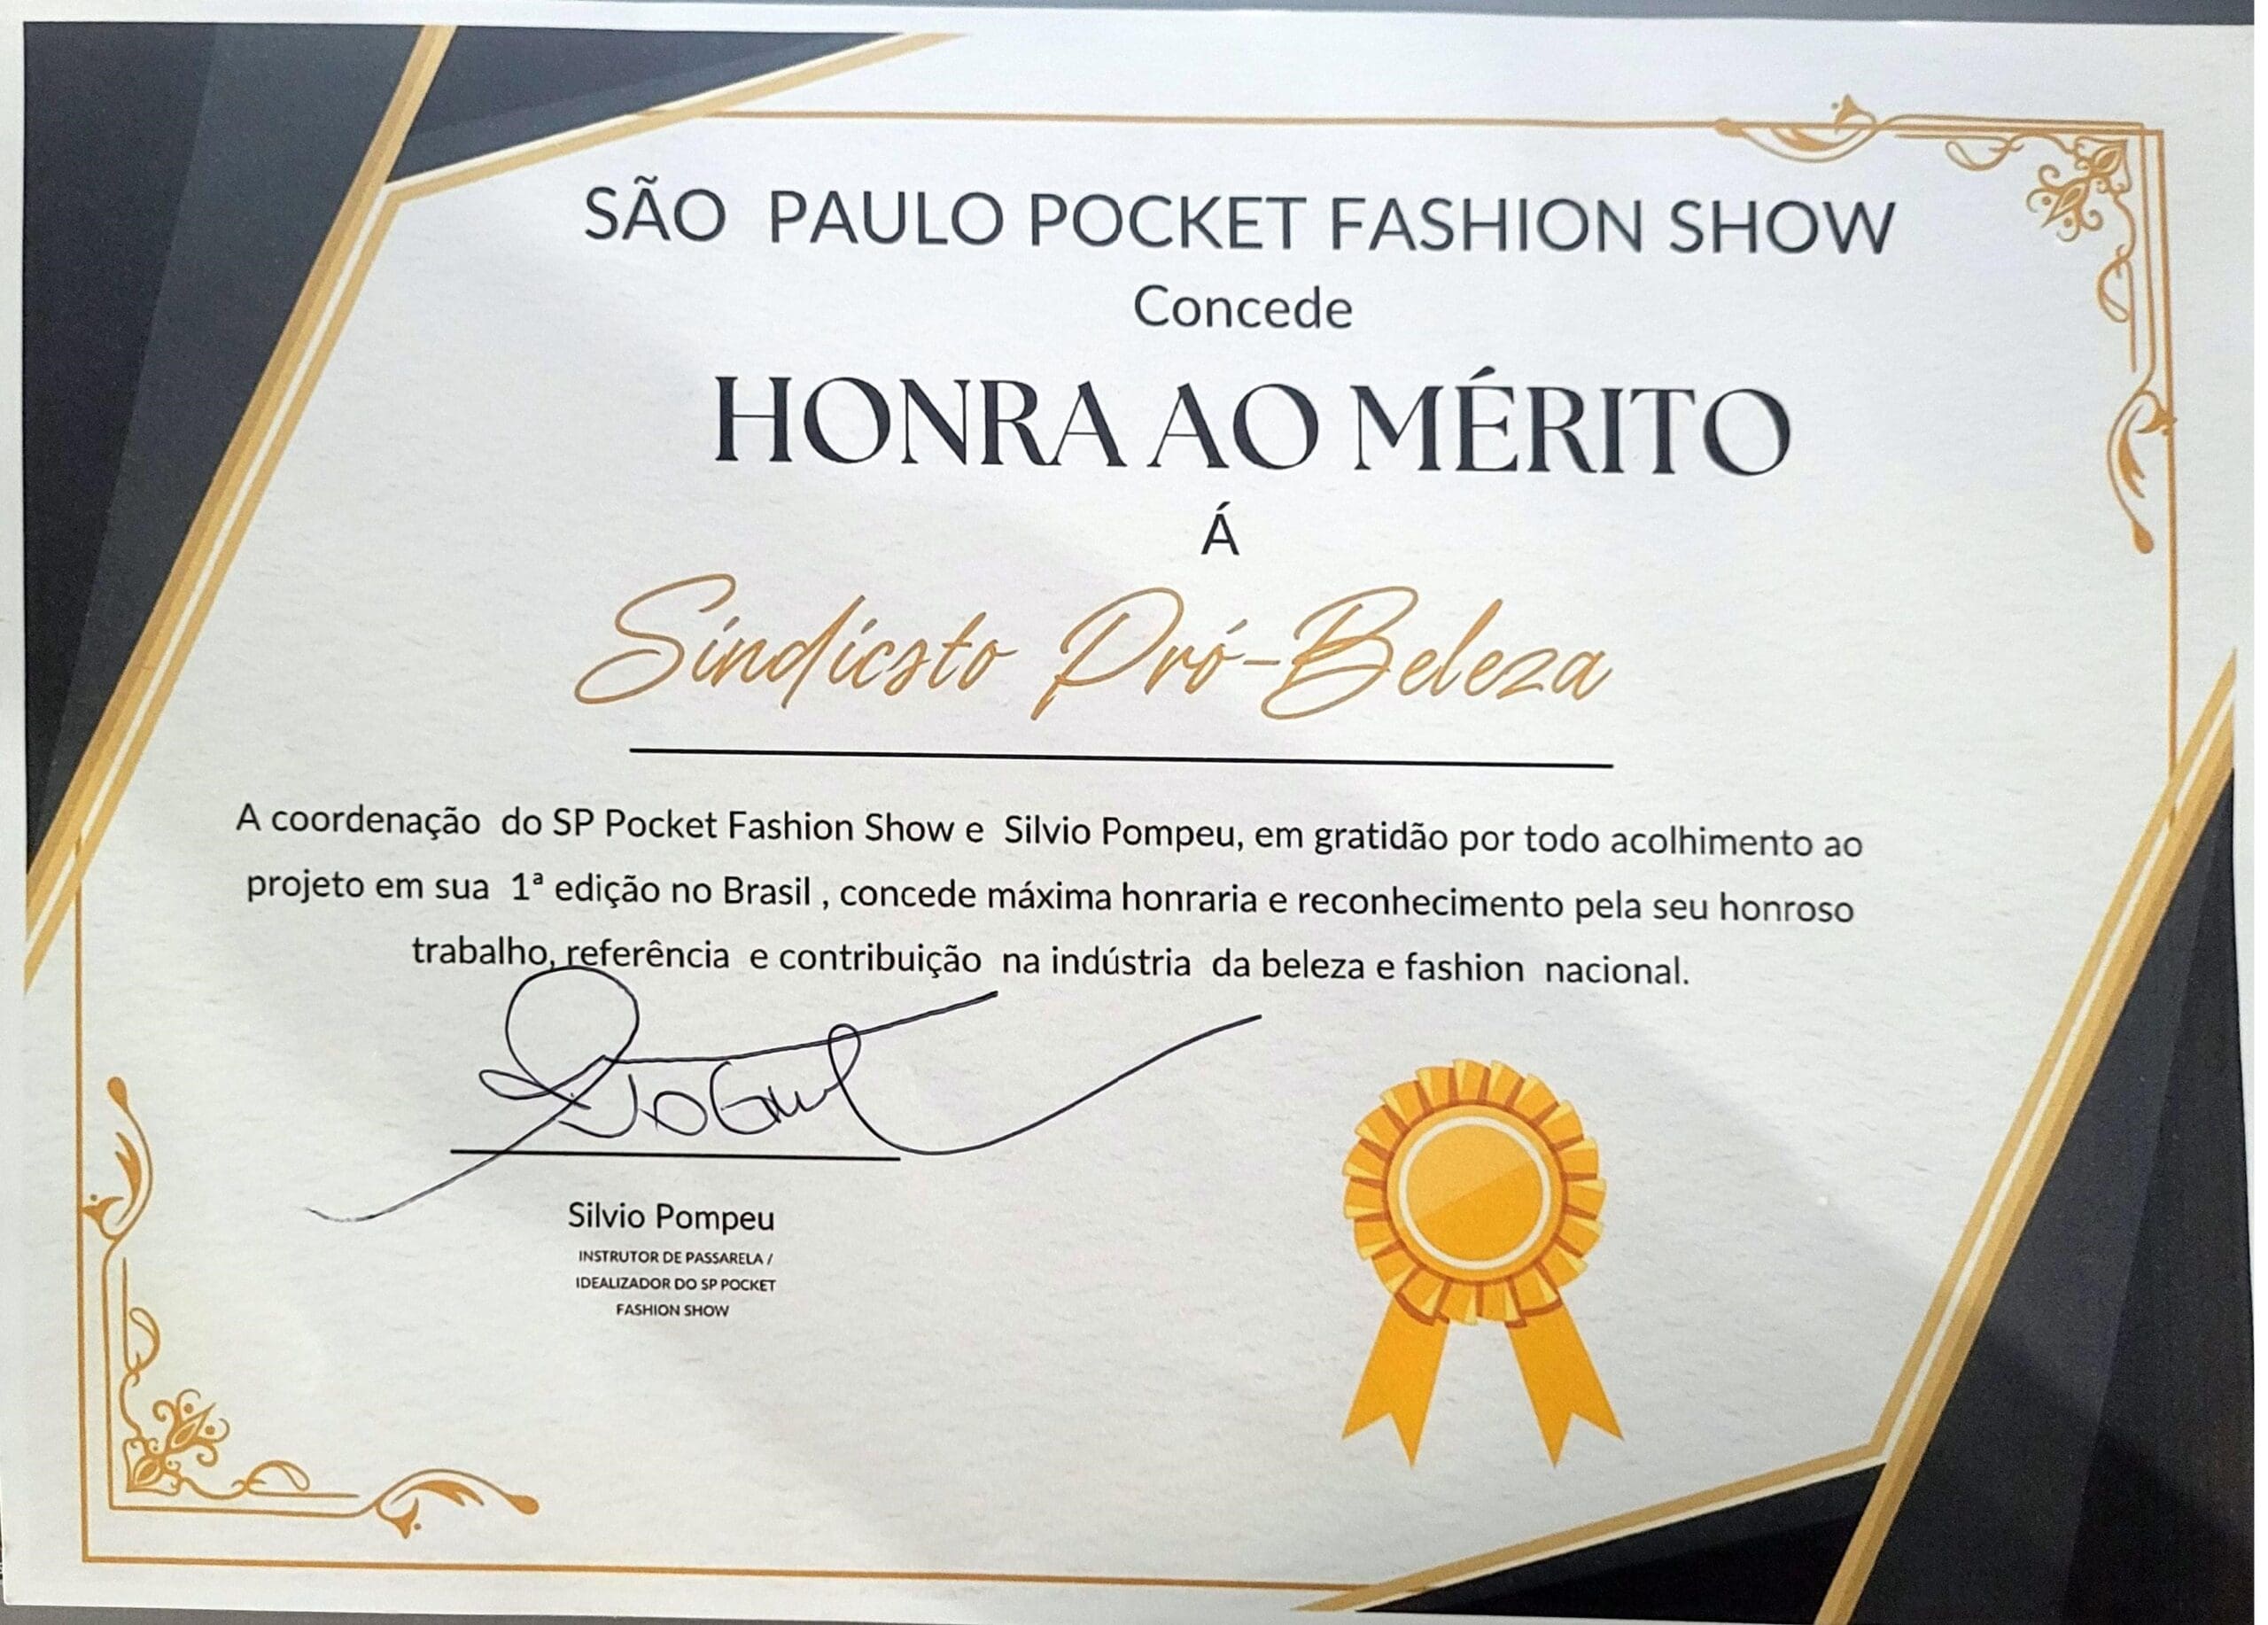 SÃO PAULO POCKET FASHION SHOW
Concede
HONRA AO MÉRITO
Á
Sindicsto Pró-Beleza
A coordenação do SP Pocket Fashion Show e Silvio Pompeu, em gratidão por todo acolhimento ao
projeto em sua 1ª edição no Brasil , concede máxima honraria e reconhecimento pela seu honroso
trabalho, referência e contribuição na indústria da beleza e fashion nacional.
Silvio Pompeu
INSTRUTOR DE PASSARELA /
IDEALIZADOR DO SP POCKET
FASHION SHOW